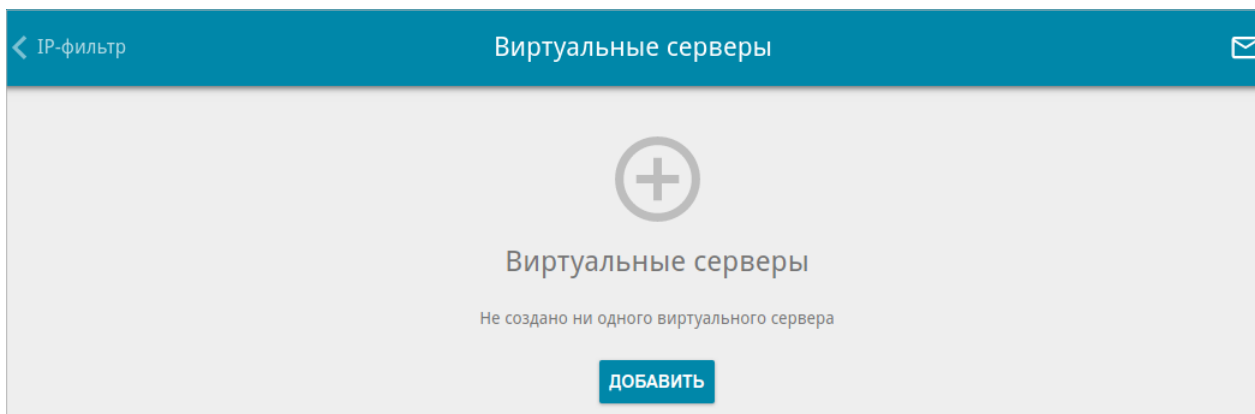 IP-фильтр
Виртуальные серверы
Виртуальные серверы
Не создано ни одного виртуального сервера
ДОБАВИТЬ